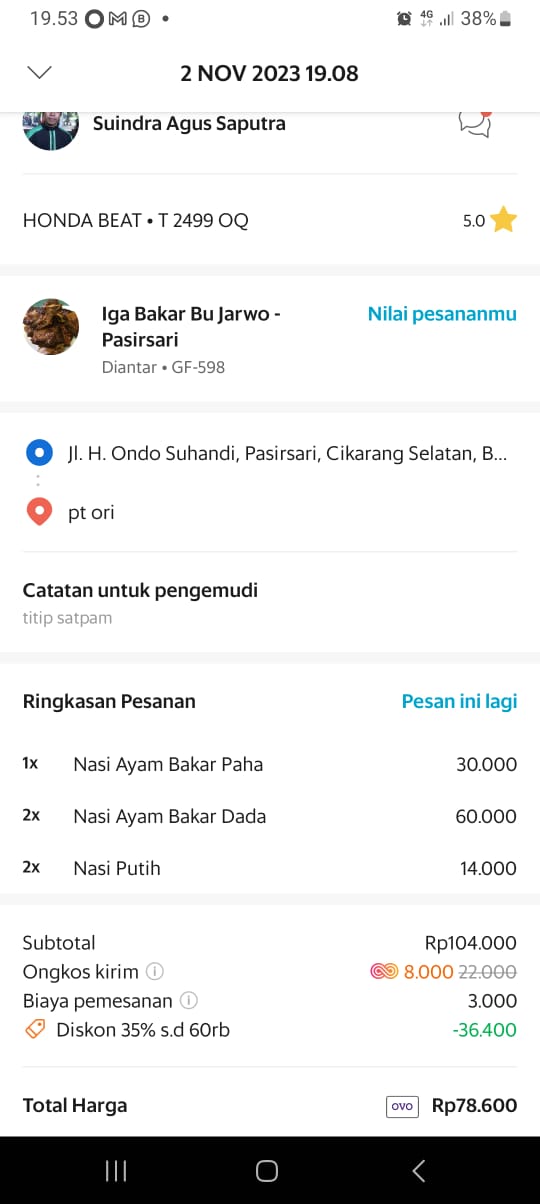 19.53 4G 38%
2 NOV 2023 19.08
Suindra Agus Saputra
HONDA BEAT • T 2499 OQ 5.0
Iga Bakar Bu Jarwo - Nilai pesananmu
Pasirsari
Diantar • GF-598
Jl. H. Ondo Suhandi, Pasirsari, Cikarang Selatan, B...
pt ori
Catatan untuk pengemudi
titip satpam
Ringkasan Pesanan Pesan ini lagi
1x Nasi Ayam Bakar Paha 30.000
2x Nasi Ayam Bakar Dada 60.000
2x Nasi Putih 14.000
Subtotal Rp104.000
Ongkos kirim 8.000 22.000
Biaya pemesanan 3.000
Diskon 35% s.d 60rb -36.400
Total Harga OVO Rp78.600